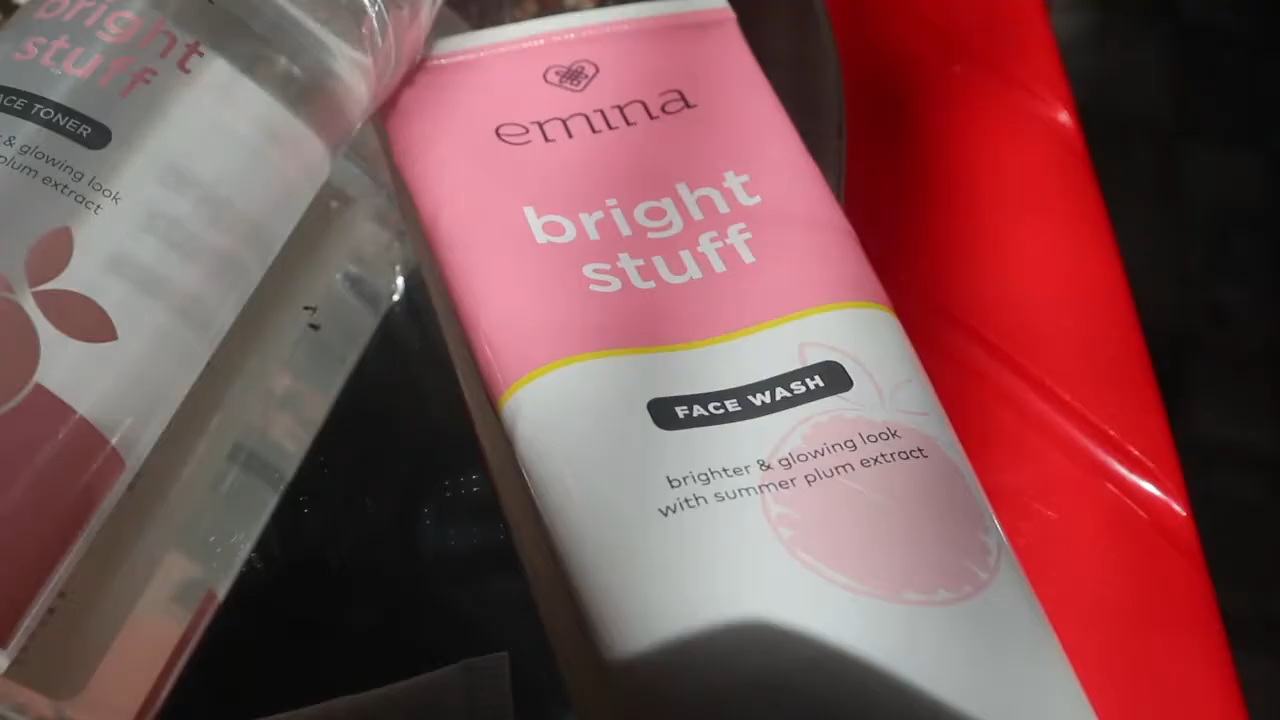 bright
stuff
ACE TONER
& glowing look
plum extract
emina
bright
stuff
FACE WASH
brighter & glowing look
with summer plum extract